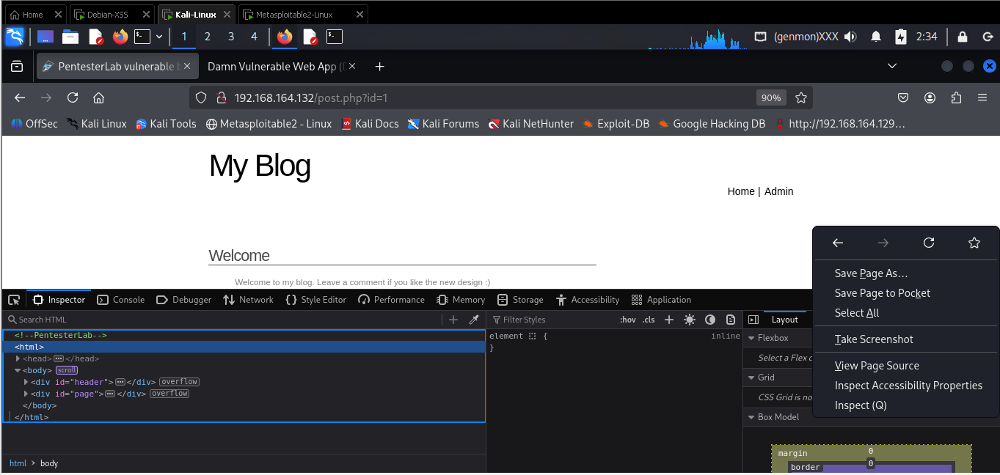 Home Debian-XSS Kali-Linux Metasploitable2-Linux
1 2 3 4 (genmon)XXX 2:34
PentesterLab vulnerable b Damn Vulnerable Web App (D
192.168.164.132/post.php?id=1 90%
OffSec Kali Linux Kali Tools Metasploitable2 - Linux Kali Docs Kali Forums Kali NetHunter Exploit-DB Google Hacking DB http://192.168.164.129...
My Blog
Home | Admin
Welcome
Welcome to my blog. Leave a comment if you like the new design :)
Save Page As…
Save Page to Pocket
Select All
Take Screenshot
View Page Source
Inspect Accessibility Properties
Inspect (Q)
Inspector Console Debugger Network Style Editor Performance Memory Storage Accessibility Application
Search HTML
<!--PentesterLab-->
<html>
<head>⋯</head>
<body> scroll
<div id="header">⋯</div> overflow
<div id="page">⋯</div> overflow
</body>
</html>
html > body
Filter Styles :hov .cls
element { inline
}
Layout
Flexbox
Select a Flex c
Grid
CSS Grid is no
Box Model
margin 0
border 0